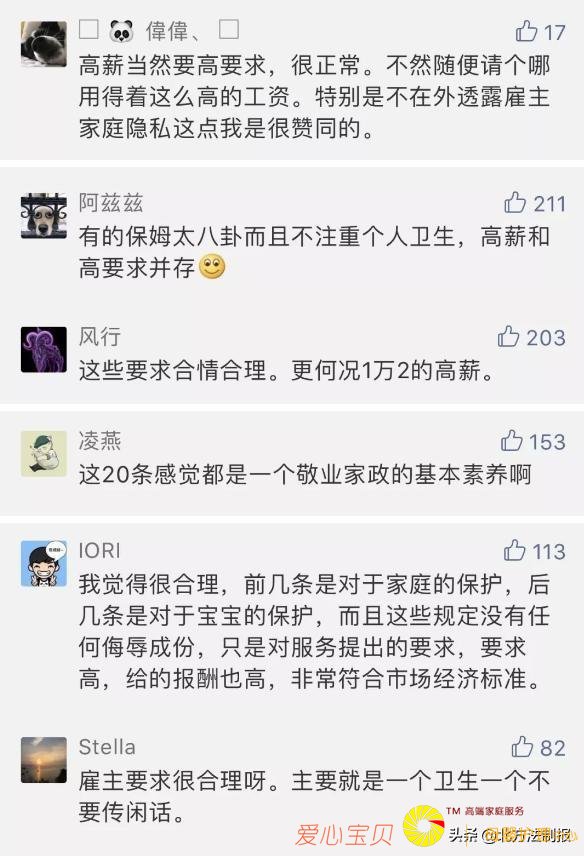 偉偉、
17
高薪当然要高要求，很正常。不然随便请个哪
用得着这么高的工资。特别是不在外透露雇主
家庭隐私这点我是很赞同的。
阿兹兹
211
有的保姆太八卦而且不注重个人卫生，高薪和
高要求并存
风行
203
这些要求合情合理。更何况1万2的高薪。
凌燕
153
这20条感觉都是一个敬业家政的基本素养啊
IORI
113
我觉得很合理，前几条是对于家庭的保护，后
几条是对于宝宝的保护，而且这些规定没有任
何侮辱成份，只是对服务提出的要求，要求
高，给的报酬也高，非常符合市场经济标准。
Stella
82
雇主要求很合理呀。主要就是一个卫生一个不
要传闲话。
TM 高端家庭服务
爱心宝贝
头条 @北方法制报